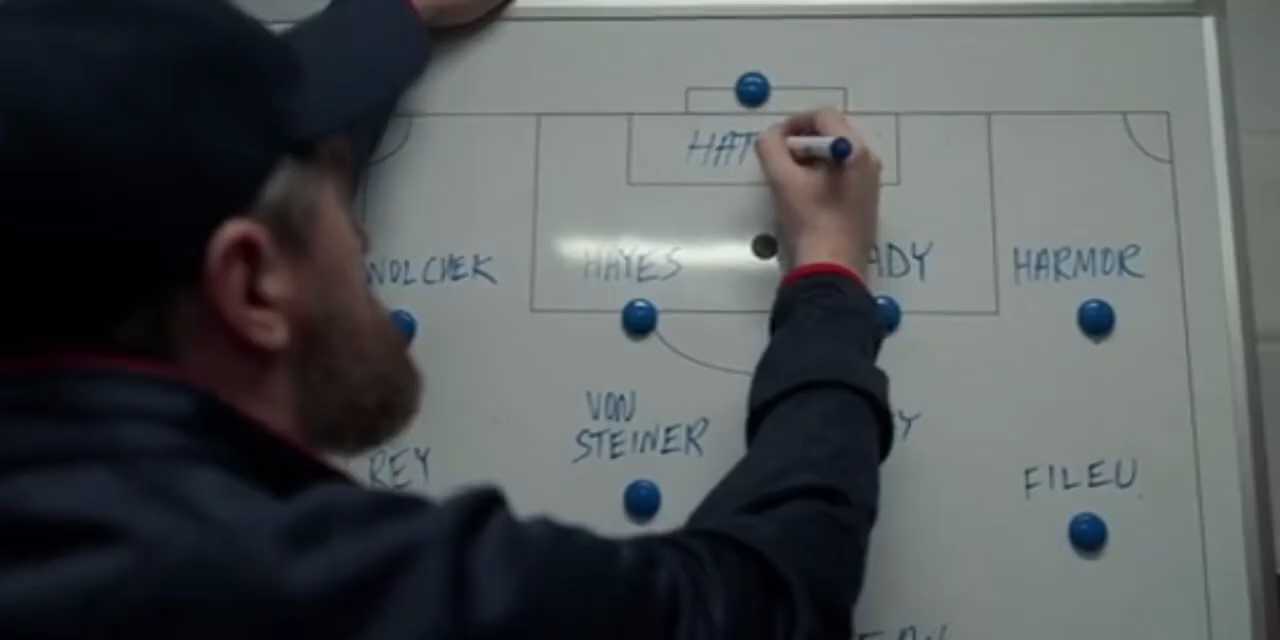 HAT
WOLCHEK
HAYES
ADY
HARMOR
VON
STEINER
REY
Y
FILEU